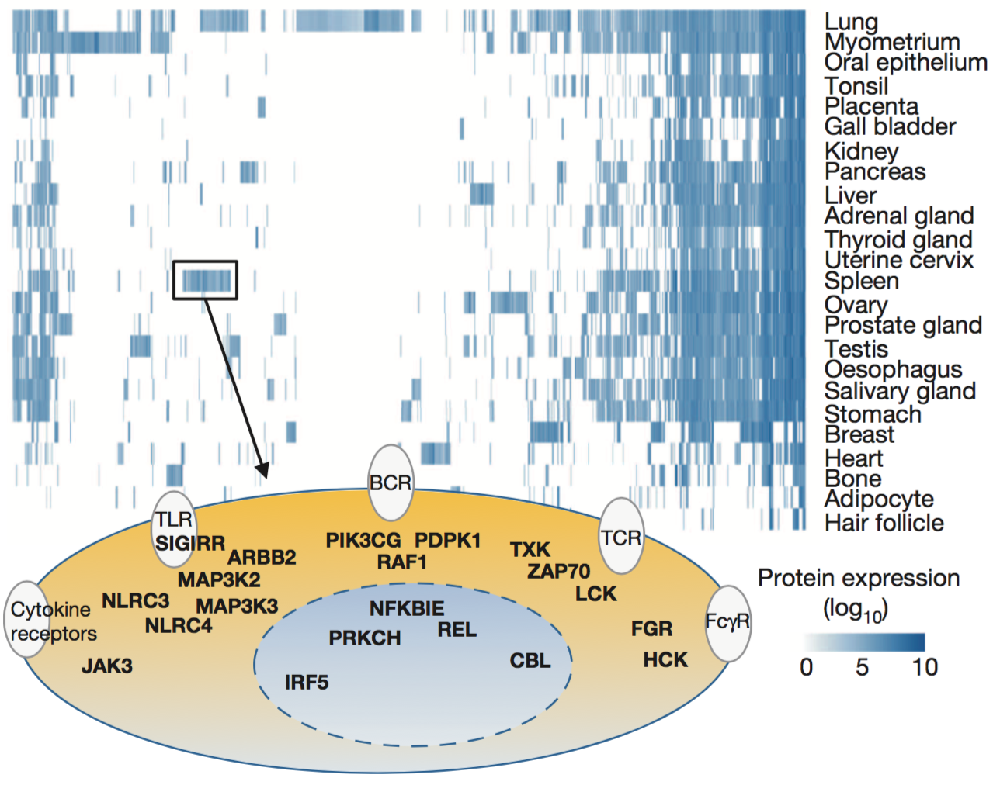 Lung
Myometrium
Oral epithelium
Tonsil
Placenta
Gall bladder
Kidney
Pancreas
Liver
Adrenal gland
Thyroid gland
Uterine cervix
Spleen
Ovary
Prostate gland
Testis
Oesophagus
Salivary gland
Stomach
Breast
Heart
Bone
Adipocyte
Hair follicle
BCR
TLR
SIGIRR
TCR
PIK3CG PDPK1
RAF1
ARBB2
MAP3K2
MAP3K3
NLRC3
NLRC4
TXK
ZAP70
LCK
Cytokine
receptors
JAK3
NFKBIE
REL
PRKCH
CBL
IRF5
FGR
HCK
FcγR
Protein expression
(log10)
0 5 10